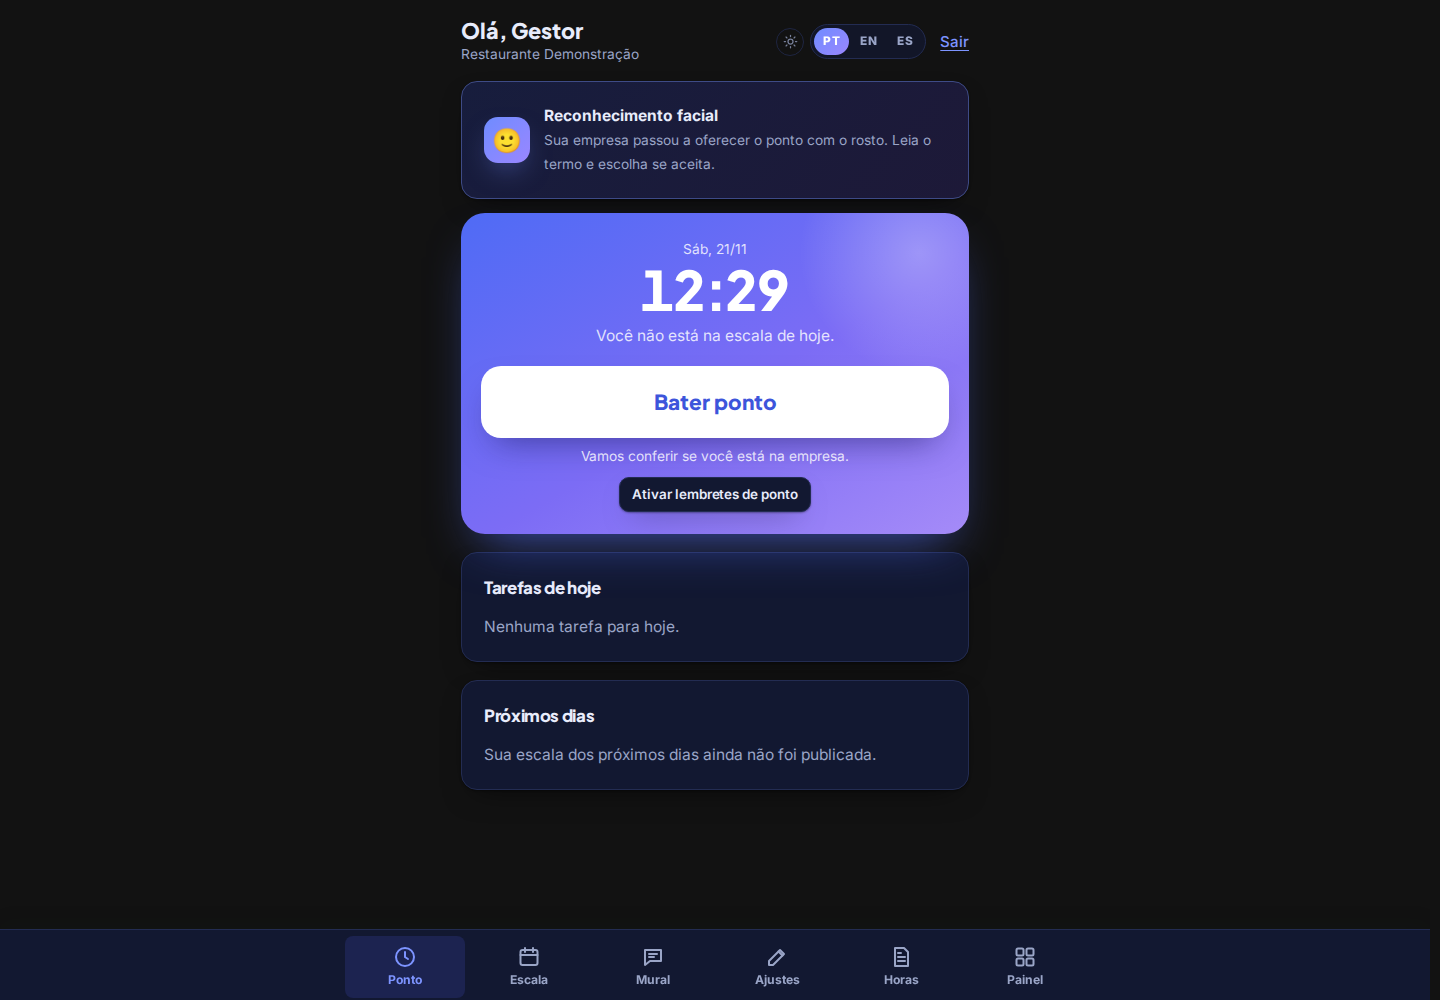 Olá, Gestor
Restaurante Demonstração
PT EN ES Sair
Reconhecimento facial
Sua empresa passou a oferecer o ponto com o rosto. Leia o
termo e escolha se aceita.
Sáb, 21/11
12:29
Você não está na escala de hoje.
Bater ponto
Vamos conferir se você está na empresa.
Ativar lembretes de ponto
Tarefas de hoje
Nenhuma tarefa para hoje.
Próximos dias
Sua escala dos próximos dias ainda não foi publicada.
Ponto Escala Mural Ajustes Horas Painel